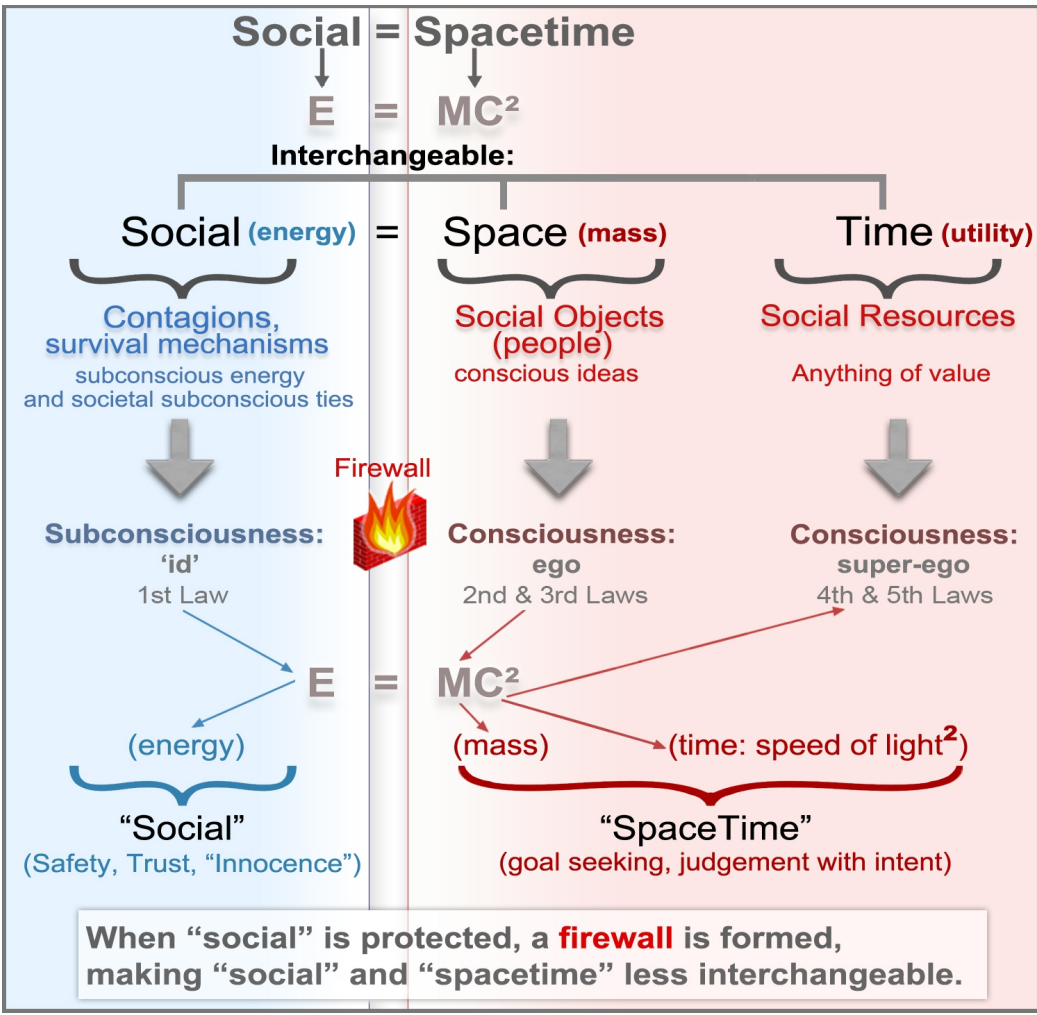 Social = Spacetime
E = MC²
Interchangeable:
Social (energy) = Space (mass) Time (utility)
Contagions,
survival mechanisms
subconscious energy
and societal subconscious ties
Social Objects
(people)
conscious ideas
Social Resources
Anything of value
Firewall
Subconsciousness:
‘id’
1st Law
Consciousness:
ego
2nd & 3rd Laws
Consciousness:
super-ego
4th & 5th Laws
E = MC²
(energy)
(mass)
(time: speed of light²)
“Social”
(Safety, Trust, “Innocence”)
“SpaceTime”
(goal seeking, judgement with intent)
When “social” is protected, a firewall is formed,
making “social” and “spacetime” less interchangeable.